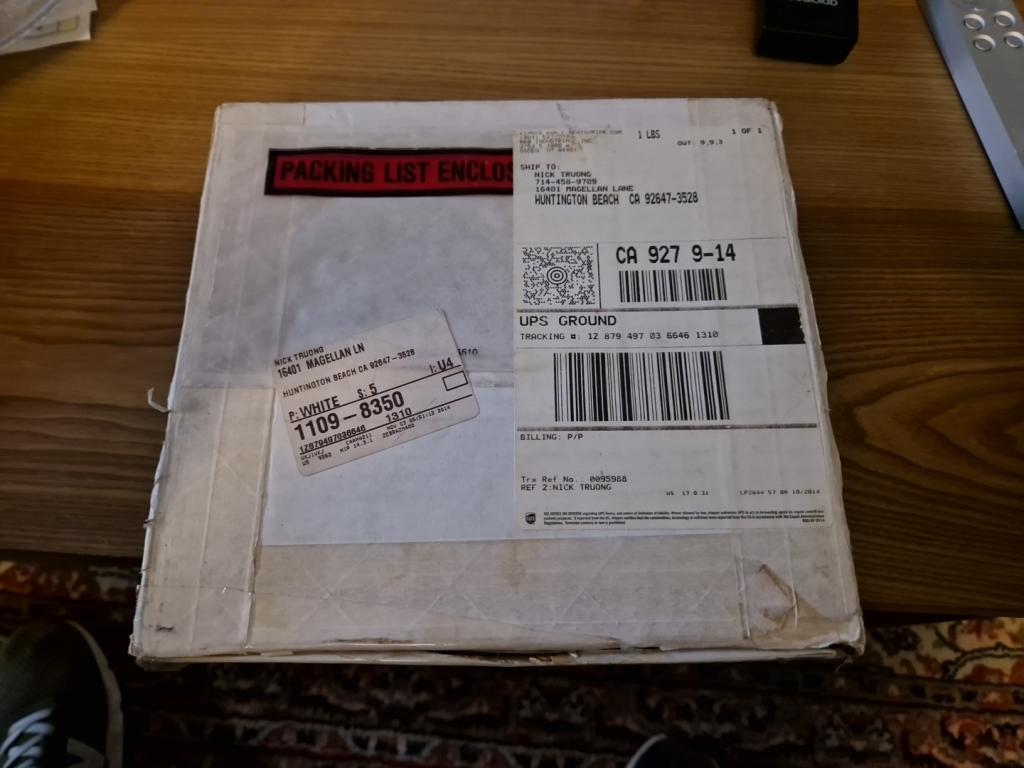 PACKING LIST ENCLOS
1 LBS
1 OF 1
SHIP TO:
NICK TRUONG
714-458-9709
16401 MAGELLAN LANE
HUNTINGTON BEACH CA 92647-3528
CA 927 9-14
UPS GROUND
TRACKING #: 1Z 879 497 03 6646 1310
BILLING: P/P
Trx Ref No.: 0095988
REF 2:NICK TRUONG
NICK TRUONG
16401 MAGELLAN LN
HUNTINGTON BEACH CA 92647-3528
P: WHITE S: 5 I: U4
1109-8350
1Z879497036646 1310